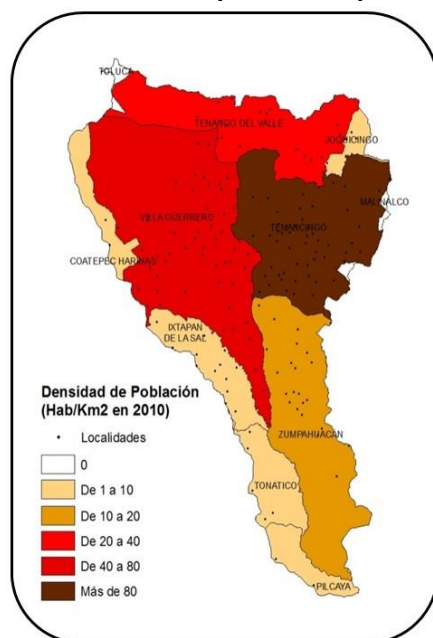 TOLUCA
TENANGO DEL VALLE
JOQUICINGO
MALINALCO
VILLA GUERRERO
TENANCINGO
COATEPEC HARINAS
IXTAPAN
DE LA SAL
Densidad de Población
(Hab/Km2 en 2010)
Localidades
0
De 1 a 10
De 10 a 20
De 20 a 40
De 40 a 80
Más de 80
ZUMPAHUACAN
TONATICO
PILCAYA